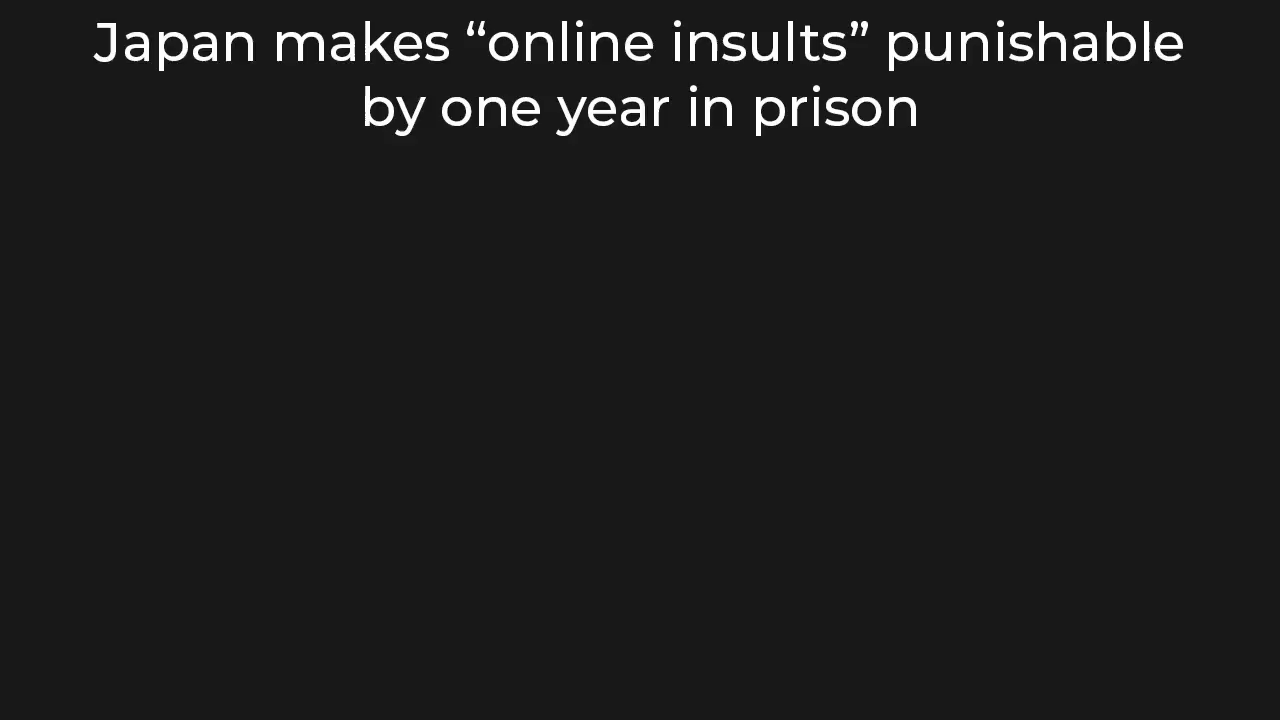 Japan makes “online insults” punishable
by one year in prison